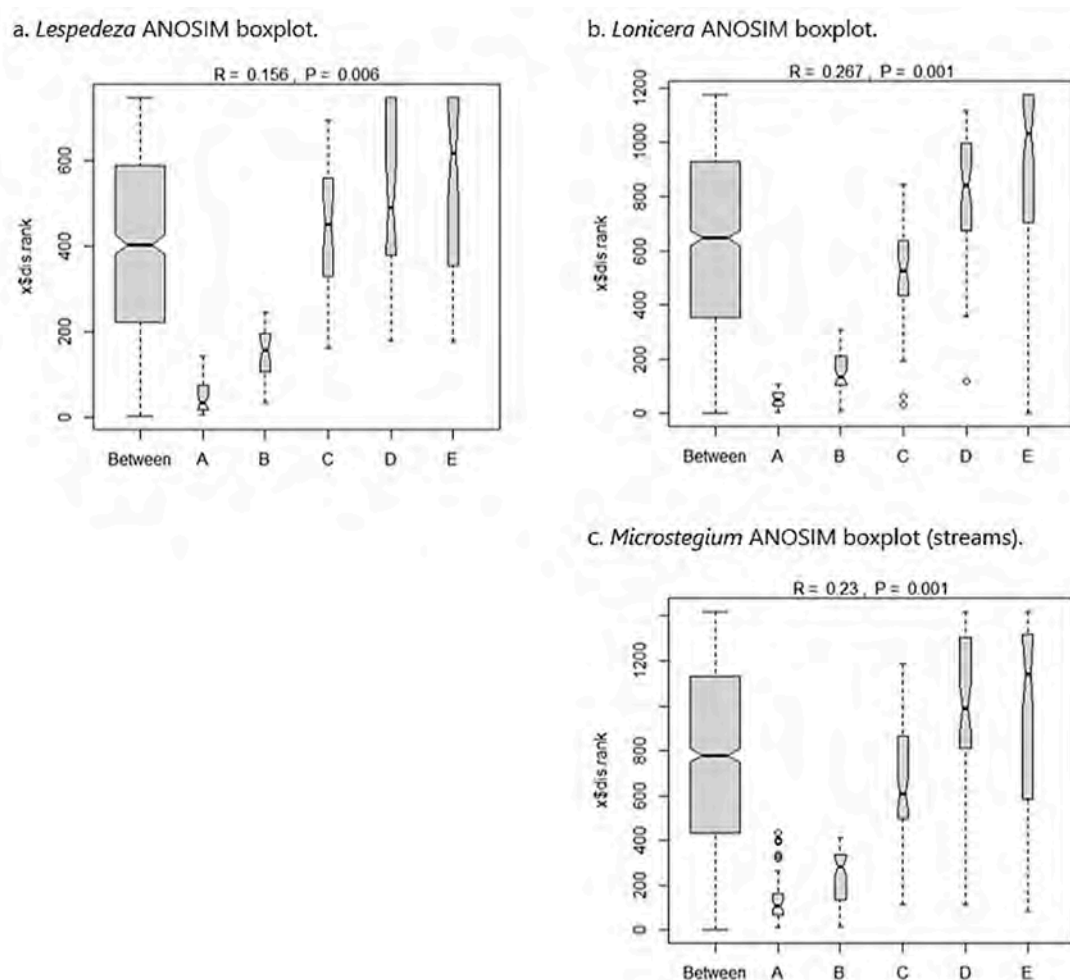 a. Lespedeza ANOSIM boxplot.
R = 0.156 , P = 0.006
x$dis.rank
0
200
400
600
Between A B C D E
b. Lonicera ANOSIM boxplot.
R = 0.267 , P = 0.001
x$dis.rank
0
200
400
600
800
1000
1200
Between A B C D E
c. Microstegium ANOSIM boxplot (streams).
R = 0.23 , P = 0.001
x$dis.rank
0
200
400
600
800
1200
Between A B C D E